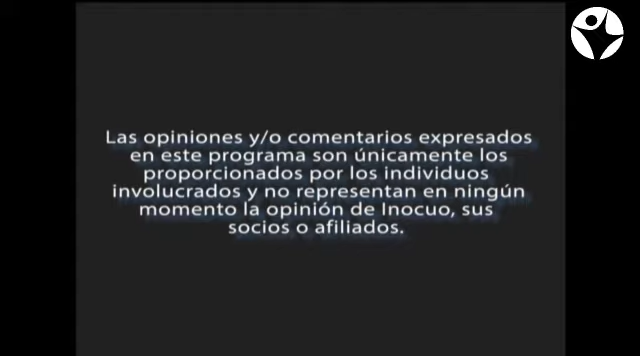 Las opiniones y/o comentarios expresados
en este programa son únicamente los
proporcionados por los individuos
involucrados y no representan en ningún
momento la opinión de Inocuo, sus
socios o afiliados.